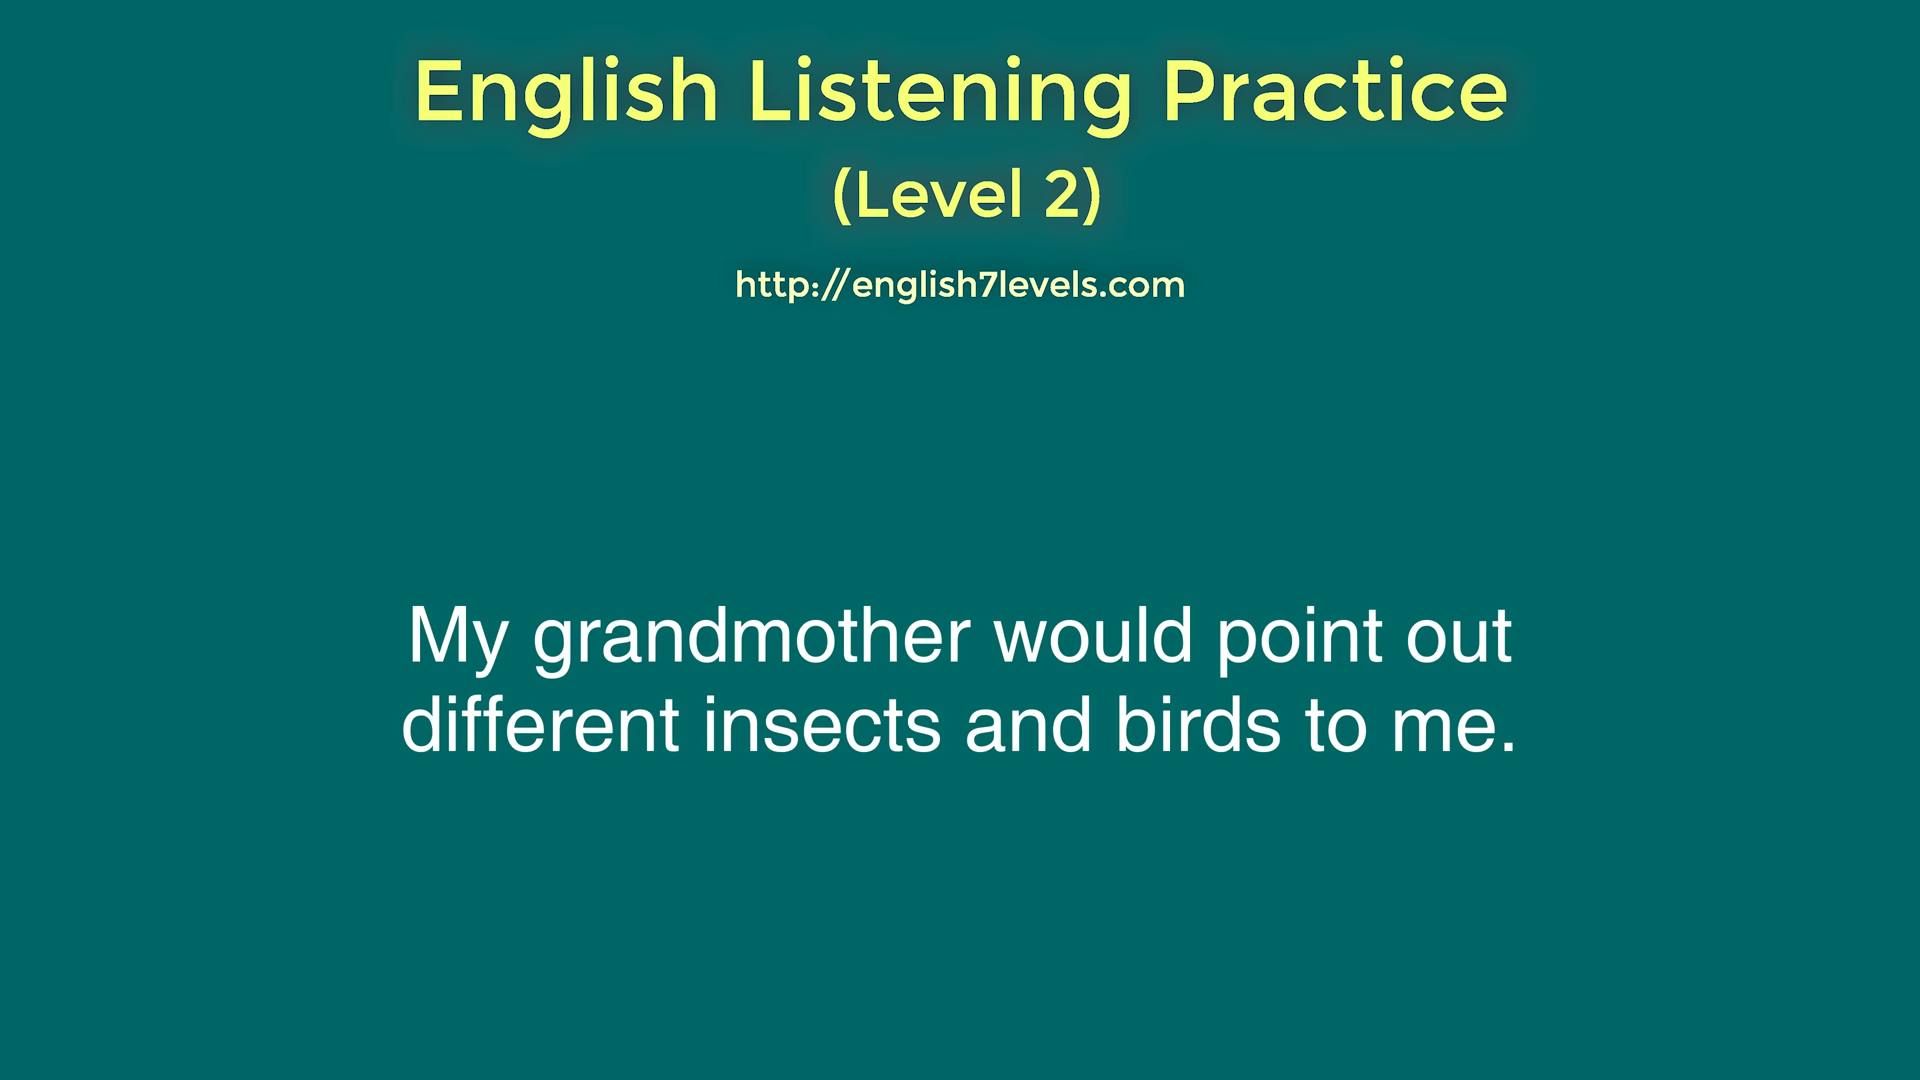 English Listening Practice
(Level 2)
http://english7levels.com
My grandmother would point out
different insects and birds to me.